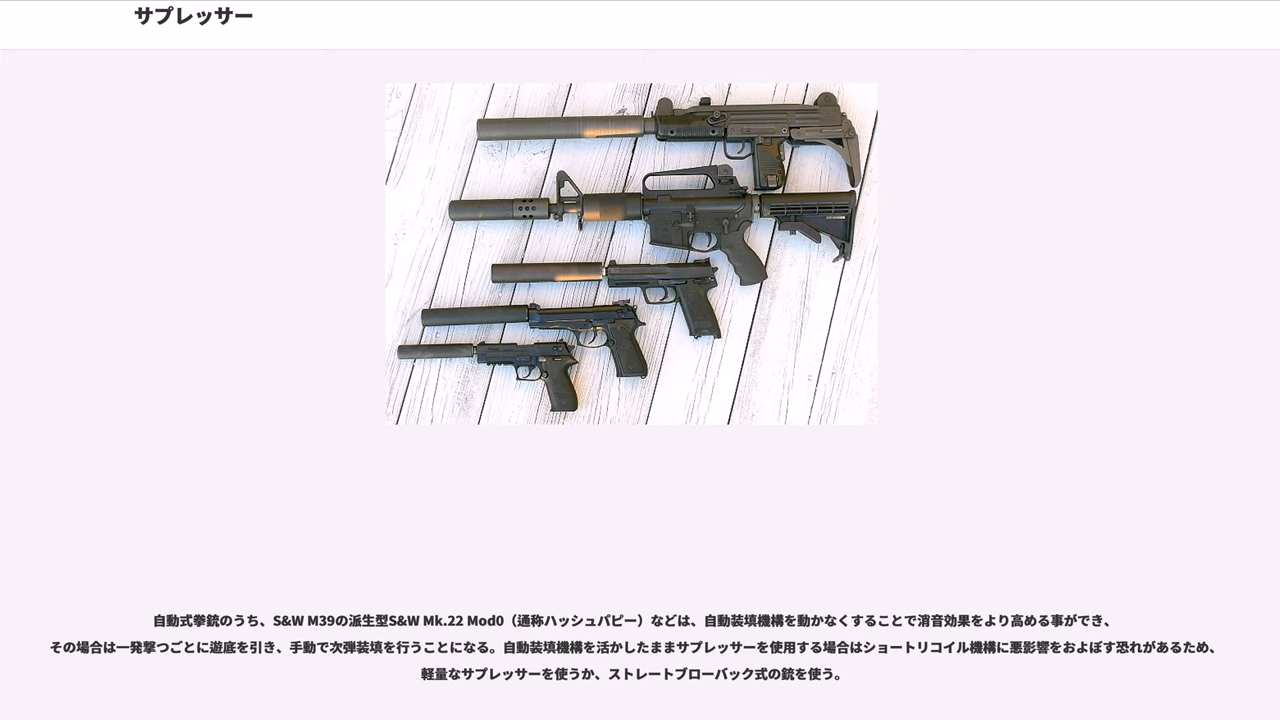 サプレッサー
自動式拳銃のうち、S&W M39の派生型S&W Mk.22 Mod0（通称ハッシュパピー）などは、自動装填機構を動かなくすることで消音効果をより高める事ができ、
その場合は一発撃つごとに遊底を引き、手動で次弾装填を行うことになる。自動装填機構を活かしたままサプレッサーを使用する場合はショートリコイル機構に悪影響をおよぼす恐れがあるため、
軽量なサプレッサーを使うか、ストレートブローバック式の銃を使う。